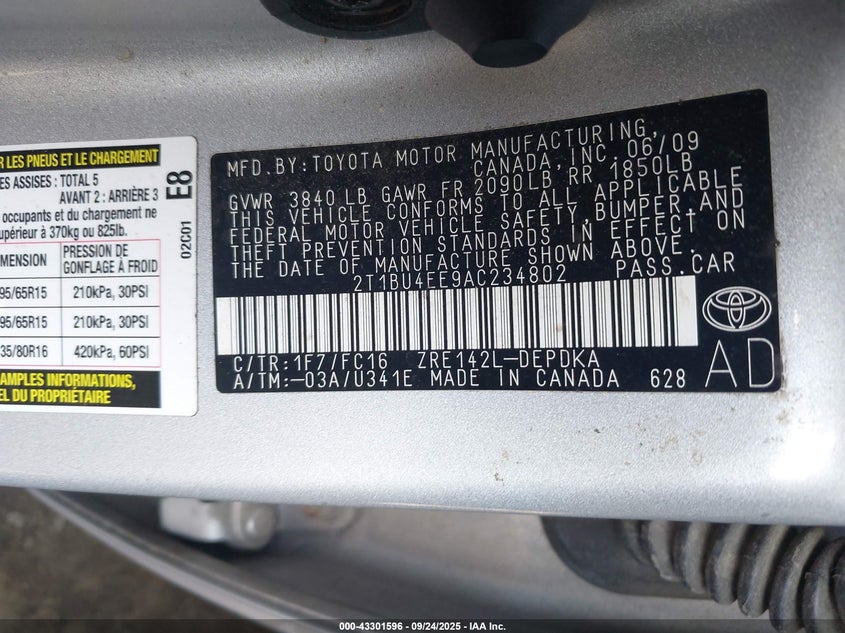 R LES PNEUS ET LE CHARGEMENT
ES ASSISES : TOTAL 5
AVANT 2 : ARRIÈRE 3
occupants et du chargement ne
upérieur à 370kg ou 825lb.
E8
02C01
MENSION
PRESSION DE
GONFLAGE À FROID
95/65R15 210kPa, 30PSI
95/65R15 210kPa, 30PSI
35/80R16 420kPa, 60PSI
AMPLES INFORMATIONS,
EL DU PROPRIÉTAIRE
MFD. BY:TOYOTA MOTOR MANUFACTURING,
CANADA, INC. 06/09
GVWR 3840 LB GAWR FR 2090LB, RR 1850LB
THIS VEHICLE CONFORMS TO ALL APPLICABLE
FEDERAL MOTOR VEHICLE SAFETY, BUMPER AND
THEFT PREVENTION STANDARDS IN EFFECT ON
THE DATE OF MANUFACTURE SHOWN ABOVE.
2T1BU4EE9AC234802 PASS.CAR
C/TR:1F7/FC16 ZRE142L-DEPDKA
A/TM:-03A/U341E MADE IN CANADA 628
AD
000-43301596 - 09/24/2025 - IAA Inc.